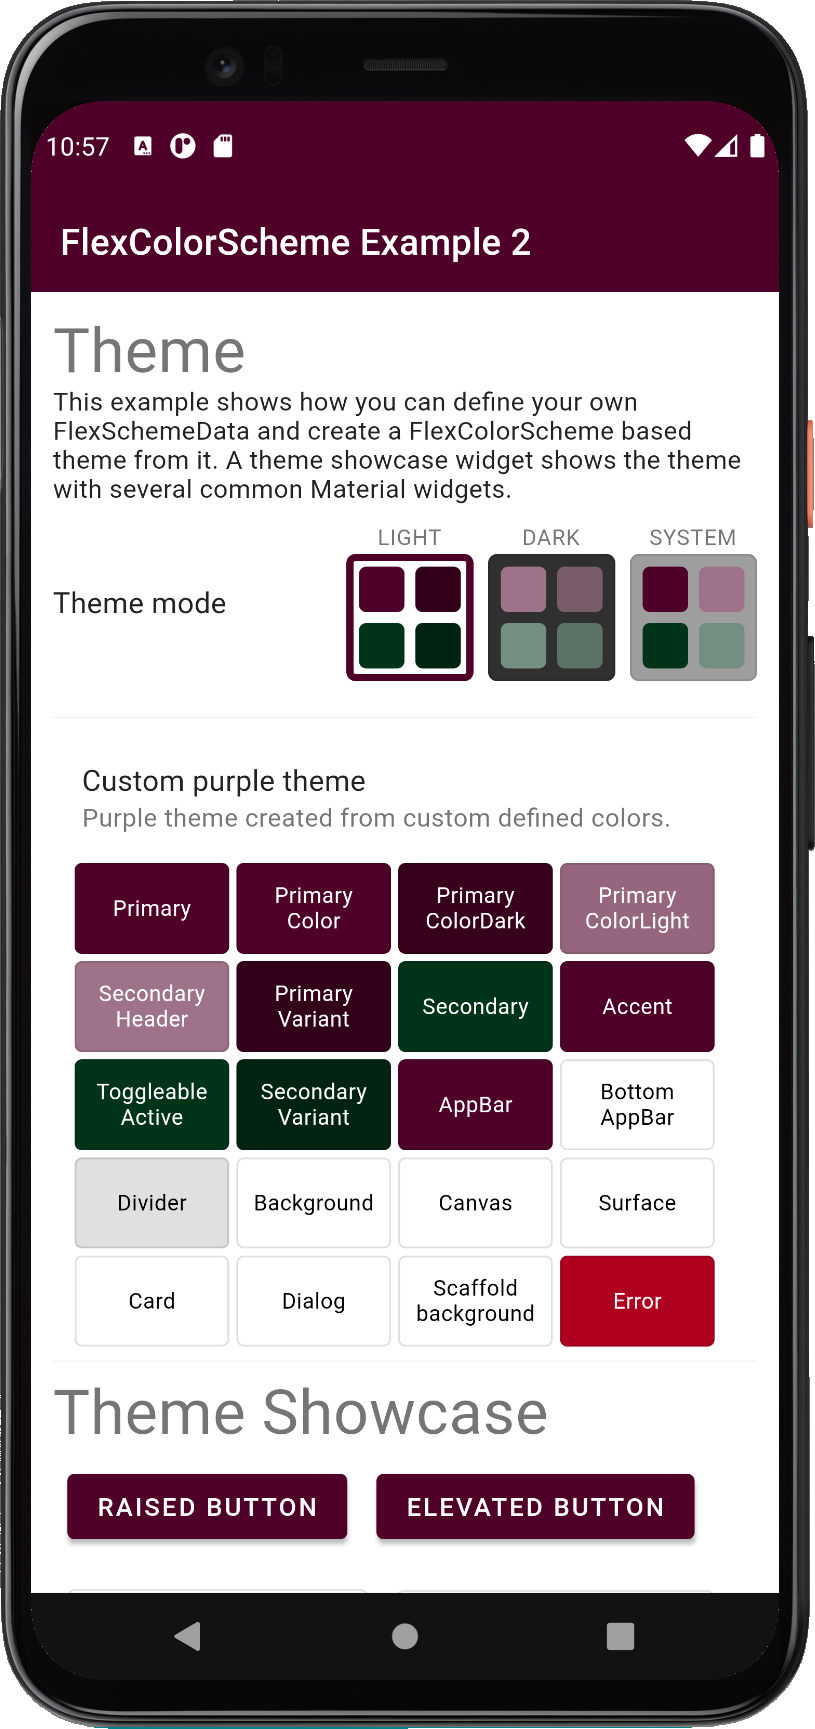 10:57
FlexColorScheme Example 2
Theme
This example shows how you can define your own
FlexSchemeData and create a FlexColorScheme based
theme from it. A theme showcase widget shows the theme
with several common Material widgets.
LIGHT DARK SYSTEM
Theme mode
Custom purple theme
Purple theme created from custom defined colors.
Primary
Primary
Color
Primary
ColorDark
Primary
ColorLight
Secondary
Header
Primary
Variant
Secondary
Accent
Toggleable
Active
Secondary
Variant
AppBar
Bottom
AppBar
Divider
Background
Canvas
Surface
Card
Dialog
Scaffold
background
Error
Theme Showcase
RAISED BUTTON
ELEVATED BUTTON